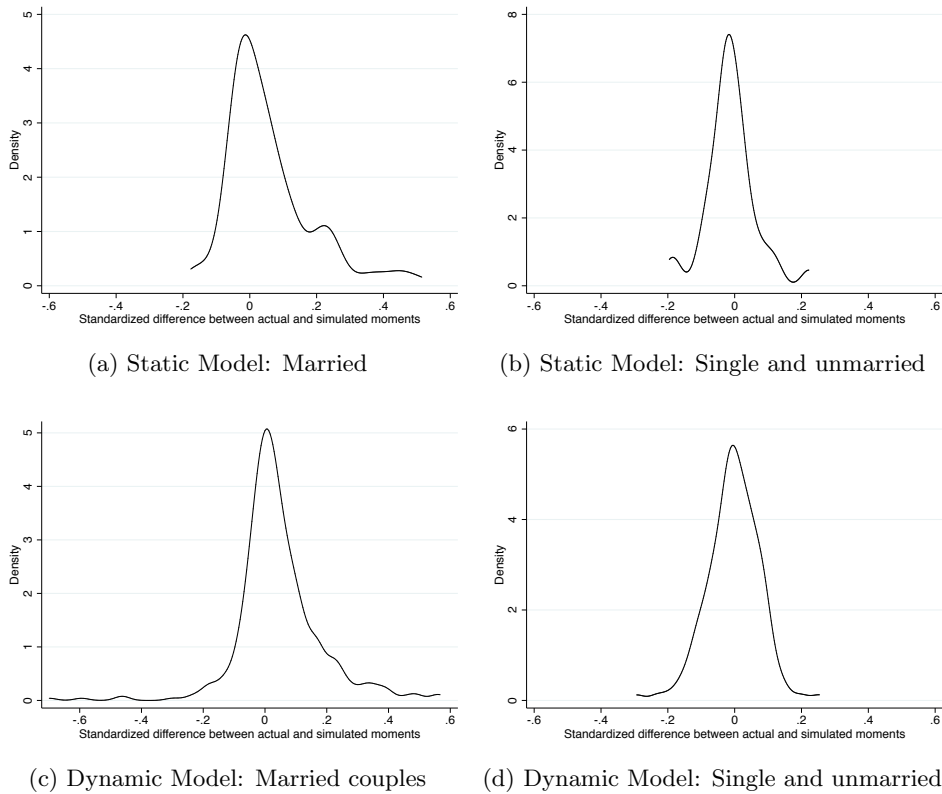 5
4
3
2
1
0
Density
-.6 -.4 -.2 0 .2 .4 .6
Standardized difference between actual and simulated moments
(a) Static Model: Married
8
6
4
2
0
Density
-.6 -.4 -.2 0 .2 .4 .6
Standardized difference between actual and simulated moments
(b) Static Model: Single and unmarried
5
4
3
2
1
0
Density
-.2 0 .2 .4 .6
-.6 -.4
Standardized difference between actual and simulated moments
(c) Dynamic Model: Married couples
6
4
2
0
Density
-.6 -.4 -.2 0 .2 .4 .6
Standardized difference between actual and simulated moments
(d) Dynamic Model: Single and unmarried